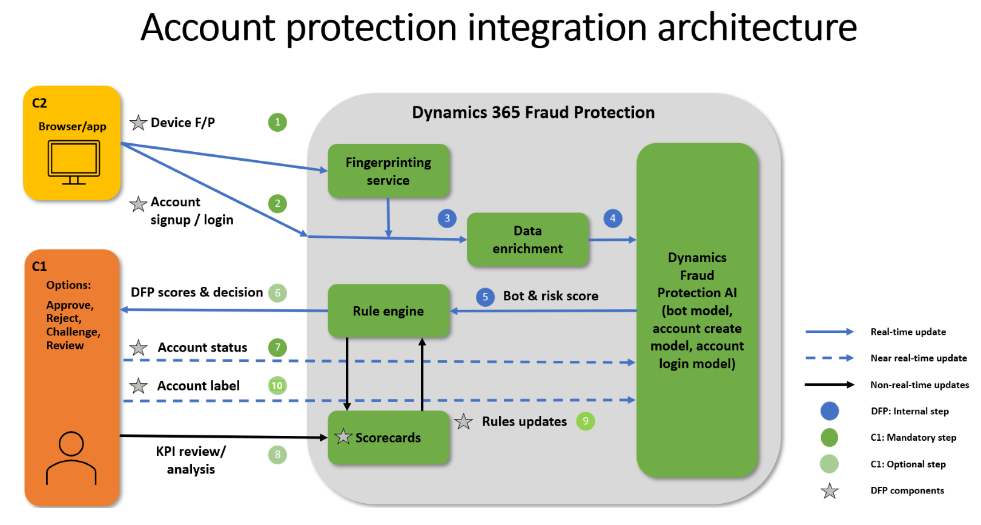 Account protection integration architecture
C2
Browser/app
Device F/P
1
Account
signup / login
2
Dynamics 365 Fraud Protection
Fingerprinting
service
3
Data
enrichment
4
Dynamics
Fraud
Protection AI
(bot model,
account create
model, account
login model)
C1
Options:
Approve,
Reject,
Challenge,
Review
DFP scores & decision
6
Rule engine
5
Bot & risk score
Account status
7
Account label
10
Scorecards
Rules updates
9
KPI review/
analysis
8
Real-time update
Near real-time update
Non-real-time updates
DFP: Internal step
C1: Mandatory step
C1: Optional step
DFP components